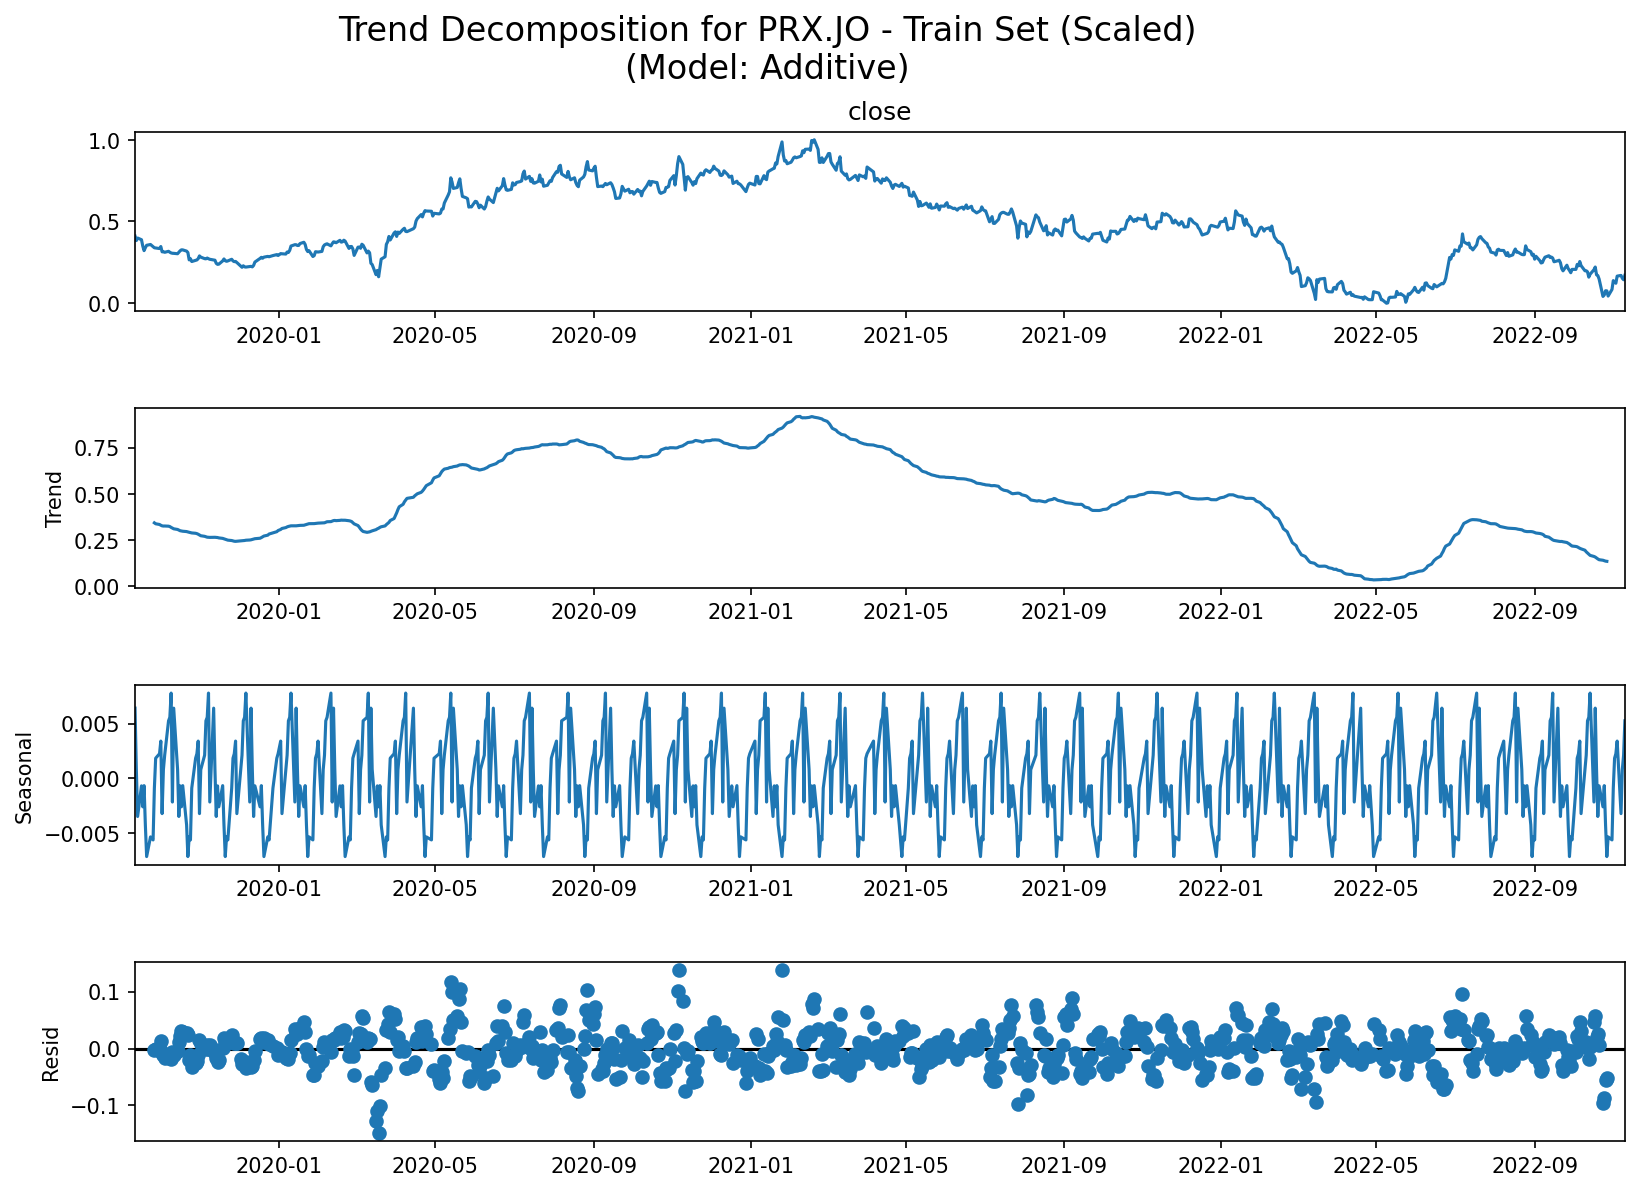 Trend Decomposition for PRX.JO - Train Set (Scaled)
(Model: Additive)
close
1.0
0.5
0.0
2020-01 2020-05 2020-09 2021-01 2021-05 2021-09 2022-01 2022-05 2022-09
Trend
0.75
0.50
0.25
0.00
2020-01 2020-05 2020-09 2021-01 2021-05 2021-09 2022-01 2022-05 2022-09
Seasonal
0.005
0.000
−0.005
2020-01 2020-05 2020-09 2021-01 2021-05 2021-09 2022-01 2022-05 2022-09
Resid
0.1
0.0
−0.1
2020-01 2020-05 2020-09 2021-01 2021-05 2021-09 2022-01 2022-05 2022-09